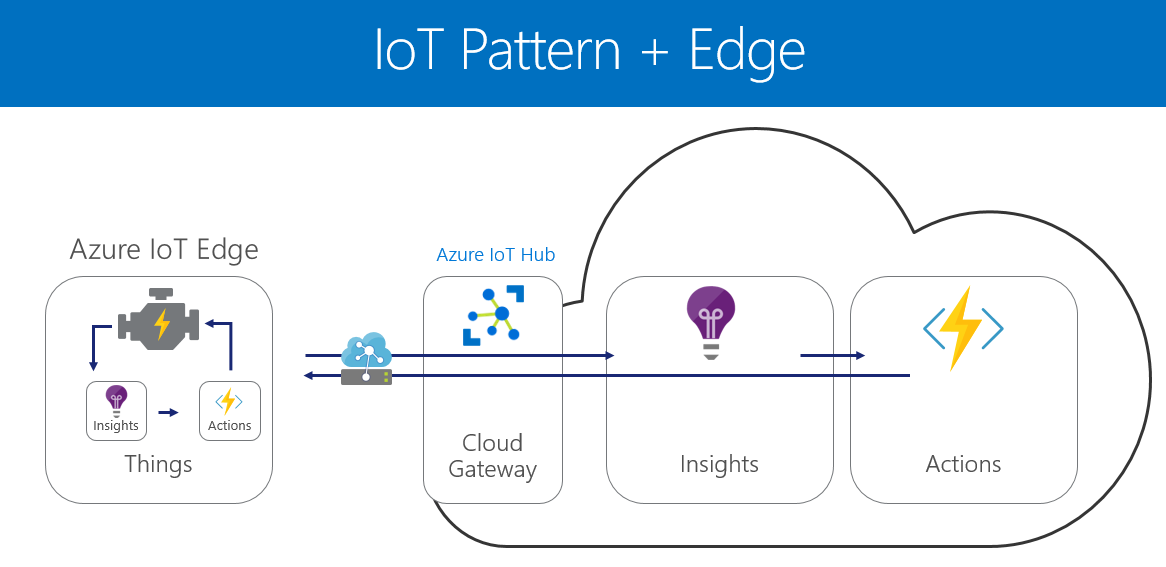 IoT Pattern + Edge
Azure IoT Edge
Insights
Actions
Things
Azure IoT Hub
Cloud
Gateway
Insights
Actions